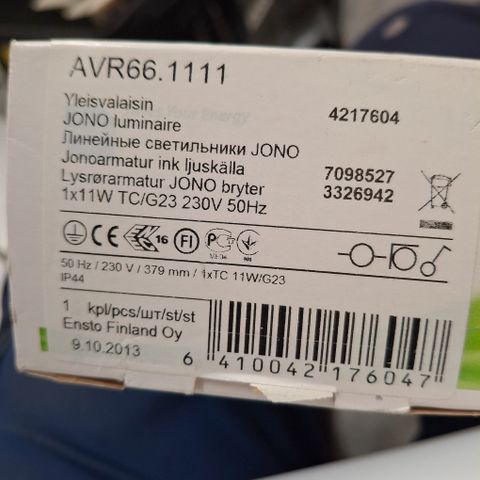 AVR66.1111
Yleisvalaisin
4217604
JONO luminaire
Линейные светильники JONO
Jonoarmatur ink ljuskälla 7098527
Lysrørarmatur JONO bryter 3326942
1x11W TC/G23 230V 50Hz
CE 16 FI
50 Hz / 230 V / 379 mm / 1xTC 11W/G23
IP44
1 kpl/pcs/шт/st/st
Ensto Finland Oy
9.10.2013
6 410042 176047